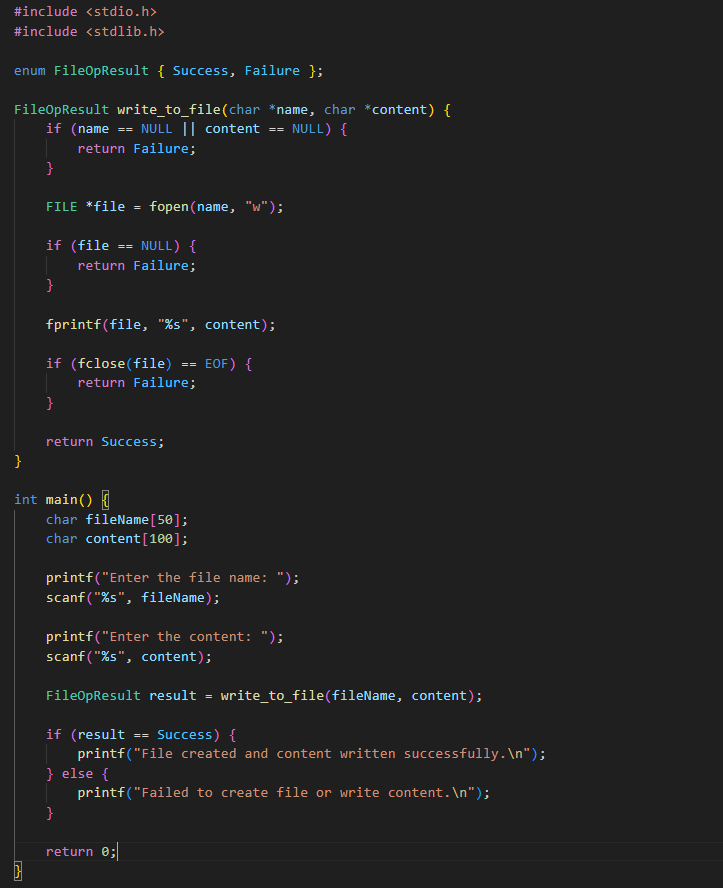 #include <stdio.h>
#include <stdlib.h>
enum FileOpResult { Success, Failure };
FileOpResult write_to_file(char *name, char *content) {
if (name == NULL || content == NULL) {
return Failure;
}
FILE *file = fopen(name, "w");
if (file == NULL) {
return Failure;
}
fprintf(file, "%s", content);
if (fclose(file) == EOF) {
return Failure;
}
return Success;
}
int main() {
char fileName[50];
char content[100];
printf("Enter the file name: ");
scanf("%s", fileName);
printf("Enter the content: ");
scanf("%s", content);
FileOpResult result = write_to_file(fileName, content);
if (result == Success) {
printf("File created and content written successfully.\n");
} else {
printf("Failed to create file or write content.\n");
}
return 0;
}